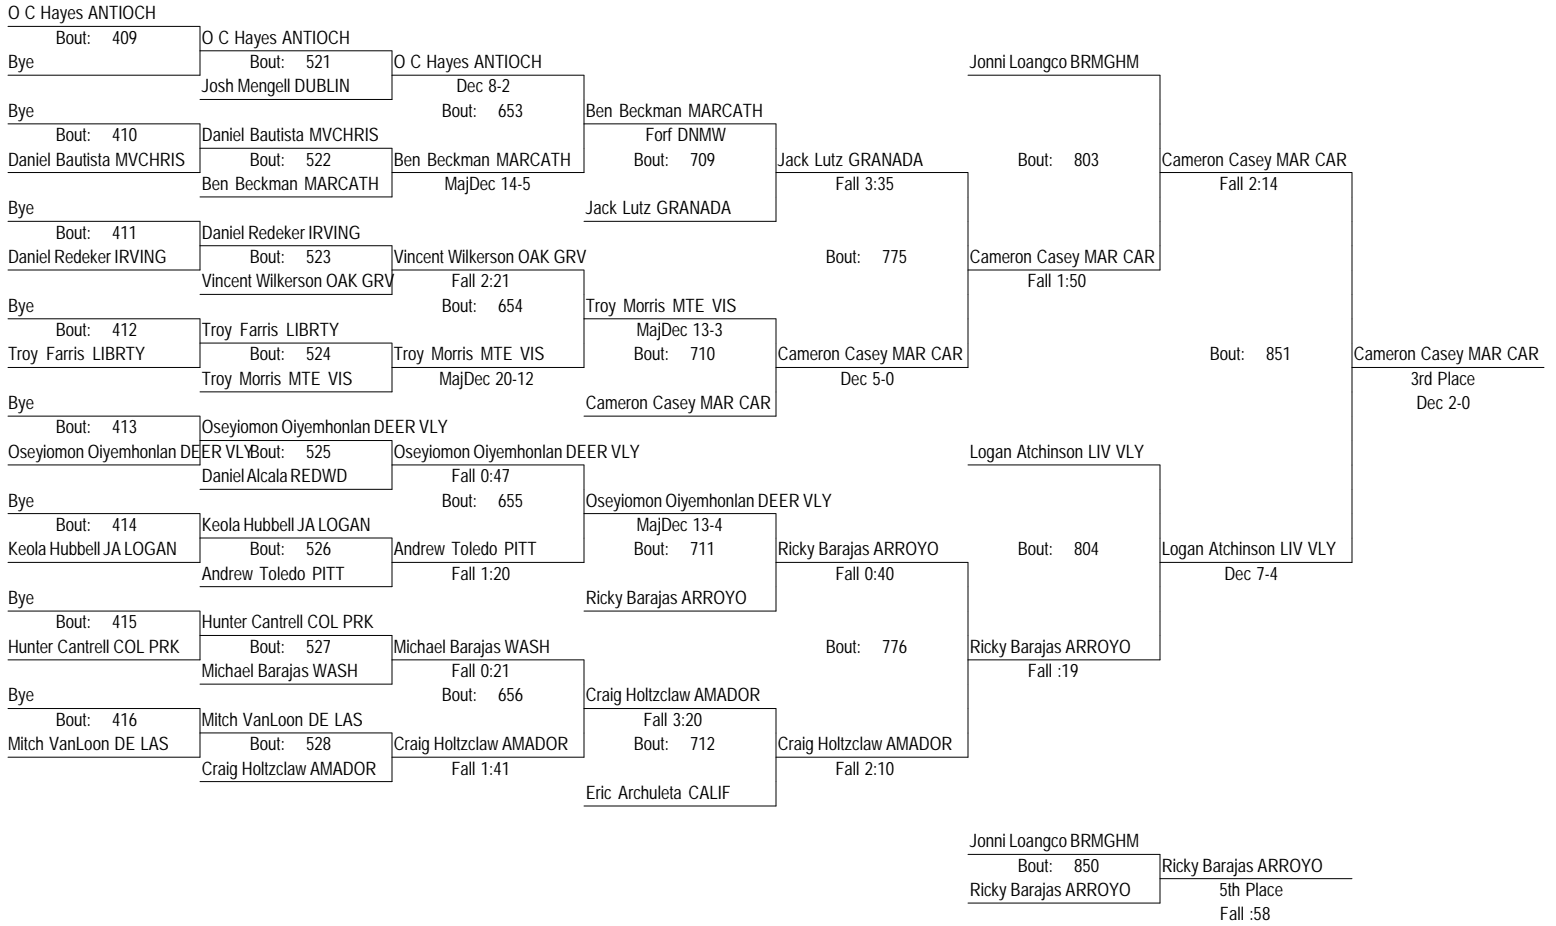 O C Hayes ANTIOCH
Bout: 409
Bye
Bye
Bout: 410
Daniel Bautista MVCHRIS
Bye
Bout: 411
Daniel Redeker IRVING
Bye
Bout: 412
Troy Farris LIBRTY
Bye
Bout: 413
Oseyiomon Oiyemhonlan DEER VLY
Bye
Bout: 414
Keola Hubbell JA LOGAN
Bye
Bout: 415
Hunter Cantrell COL PRK
Bye
Bout: 416
Mitch VanLoon DE LAS
O C Hayes ANTIOCH
Bout: 521
Josh Mengell DUBLIN
Daniel Bautista MVCHRIS
Bout: 522
Ben Beckman MARCATH
Daniel Redeker IRVING
Bout: 523
Vincent Wilkerson OAK GRV
Troy Farris LIBRTY
Bout: 524
Troy Morris MTE VIS
Oseyiomon Oiyemhonlan DEER VLY
Bout: 525
Daniel Alcala REDWD
Keola Hubbell JA LOGAN
Bout: 526
Andrew Toledo PITT
Hunter Cantrell COL PRK
Bout: 527
Michael Barajas WASH
Mitch VanLoon DE LAS
Bout: 528
Craig Holtzclaw AMADOR
O C Hayes ANTIOCH
Dec 8-2
Bout: 653
Ben Beckman MARCATH
MajDec 14-5
Vincent Wilkerson OAK GRV
Fall 2:21
Bout: 654
Troy Morris MTE VIS
MajDec 20-12
Oseyiomon Oiyemhonlan DEER VLY
Fall 0:47
Bout: 655
Andrew Toledo PITT
Fall 1:20
Michael Barajas WASH
Fall 0:21
Bout: 656
Craig Holtzclaw AMADOR
Fall 1:41
Ben Beckman MARCATH
Forf DNMW
Bout: 709
Jack Lutz GRANADA
Troy Morris MTE VIS
MajDec 13-3
Bout: 710
Cameron Casey MAR CAR
Oseyiomon Oiyemhonlan DEER VLY
MajDec 13-4
Bout: 711
Ricky Barajas ARROYO
Craig Holtzclaw AMADOR
Fall 3:20
Bout: 712
Eric Archuleta CALIF
Jack Lutz GRANADA
Fall 3:35
Bout: 775
Cameron Casey MAR CAR
Dec 5-0
Ricky Barajas ARROYO
Fall 0:40
Bout: 776
Craig Holtzclaw AMADOR
Fall 2:10
Jonni Loangco BRMGHM
Bout: 803
Cameron Casey MAR CAR
Fall 1:50
Logan Atchinson LIV VLY
Bout: 804
Ricky Barajas ARROYO
Fall :19
Cameron Casey MAR CAR
Fall 2:14
Bout: 851
Logan Atchinson LIV VLY
Dec 7-4
Cameron Casey MAR CAR
3rd Place
Dec 2-0
Jonni Loangco BRMGHM
Bout: 850
Ricky Barajas ARROYO
Ricky Barajas ARROYO
5th Place
Fall :58